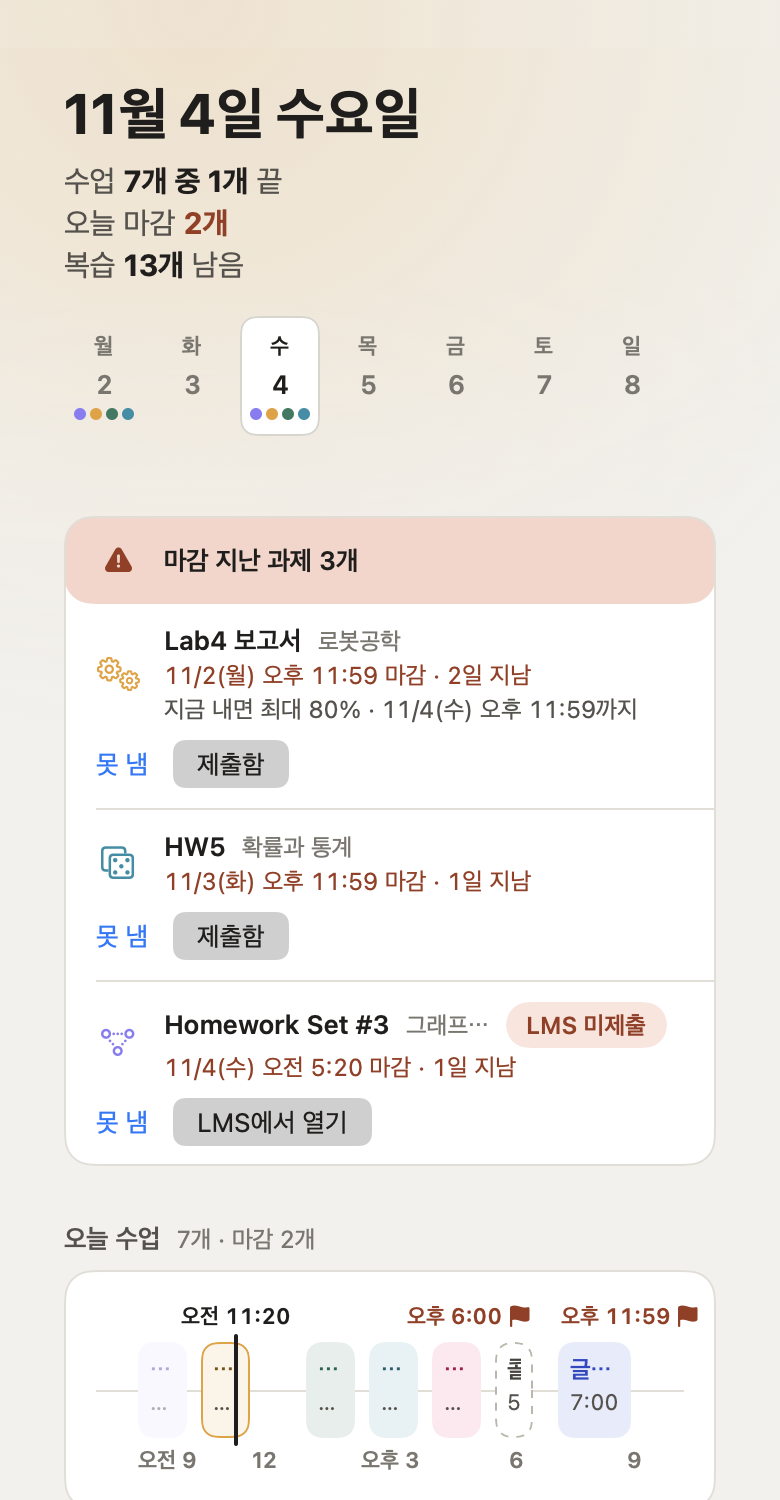 11월 4일 수요일
수업 7개 중 1개 끝
오늘 마감 2개
복습 13개 남음
월 화 수 목 금 토 일
2 3 4 5 6 7 8
마감 지난 과제 3개
Lab4 보고서 로봇공학
11/2(월) 오후 11:59 마감 · 2일 지남
지금 내면 최대 80% · 11/4(수) 오후 11:59까지
못 냄 제출함
HW5 확률과 통계
11/3(화) 오후 11:59 마감 · 1일 지남
못 냄 제출함
Homework Set #3 그래프… LMS 미제출
11/4(수) 오전 5:20 마감 · 1일 지남
못 냄 LMS에서 열기
오늘 수업 7개 · 마감 2개
오전 11:20 오후 6:00 오후 11:59
… … … … … 글…
… … … … … 5 7:00
오전 9 12 오후 3 6 9